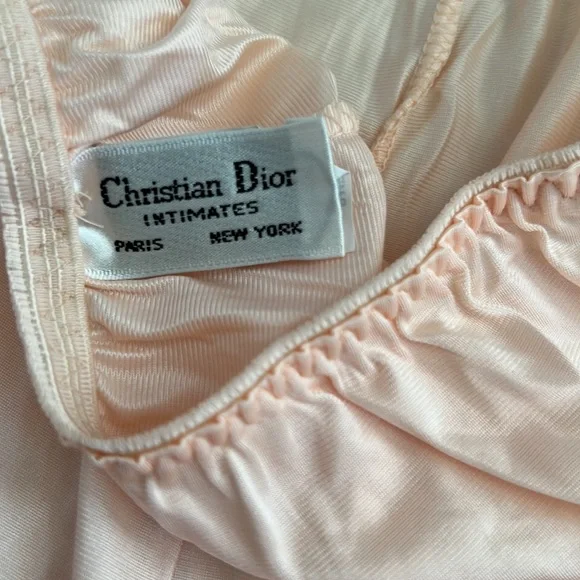 Christian Dior
INTIMATES
PARIS NEW YORK